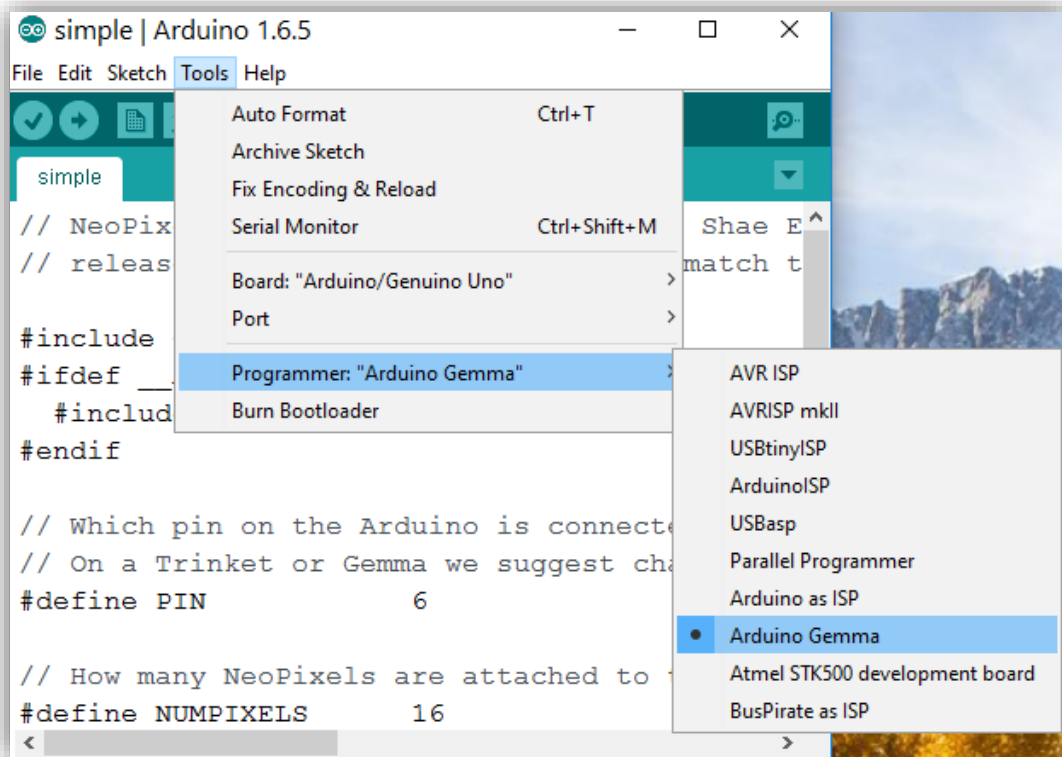 simple | Arduino 1.6.5
File Edit Sketch Tools Help
Auto Format Ctrl+T
Archive Sketch
simple
Fix Encoding & Reload
Serial Monitor Ctrl+Shift+M
// NeoPix Shae E
// releas match t
Board: "Arduino/Genuino Uno"
Port
#include
#ifdef __
Programmer: "Arduino Gemma"
#includ
Burn Bootloader
#endif
AVR ISP
AVRISP mkII
USBtinyISP
ArduinoISP
USBasp
Parallel Programmer
Arduino as ISP
Arduino Gemma
Atmel STK500 development board
BusPirate as ISP
// Which pin on the Arduino is connecte
// On a Trinket or Gemma we suggest cha
#define PIN 6
// How many NeoPixels are attached to
#define NUMPIXELS 16